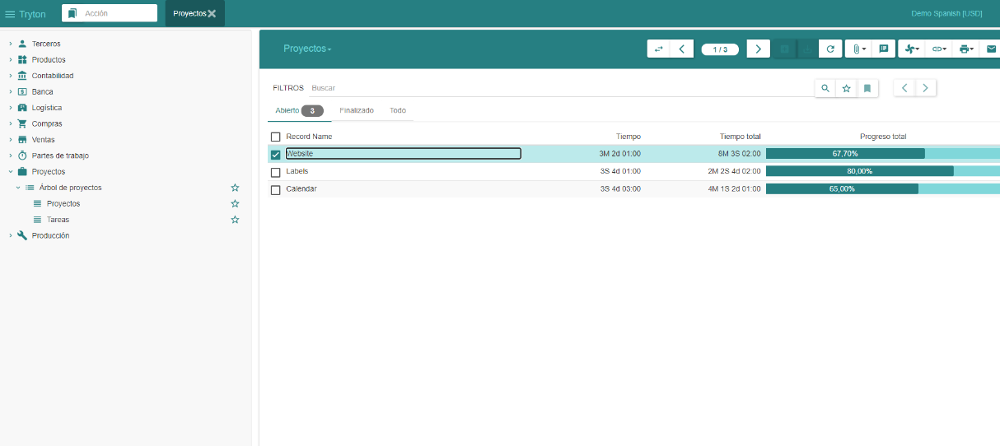 Tryton Acción Proyectos Demo Spanish [USD]
Terceros
Productos
Contabilidad
Banca
Logística
Compras
Ventas
Partes de trabajo
Proyectos
Árbol de proyectos
Proyectos
Tareas
Producción
Proyectos 1 / 3
FILTROS Buscar
Abierto 3 Finalizado Todo
Record Name Tiempo Tiempo total Progreso total
Website 3M 2d 01:00 8M 3S 02:00 67,70%
Labels 3S 4d 01:00 2M 2S 4d 02:00 80,00%
Calendar 3S 4d 03:00 4M 1S 2d 01:00 65,00%